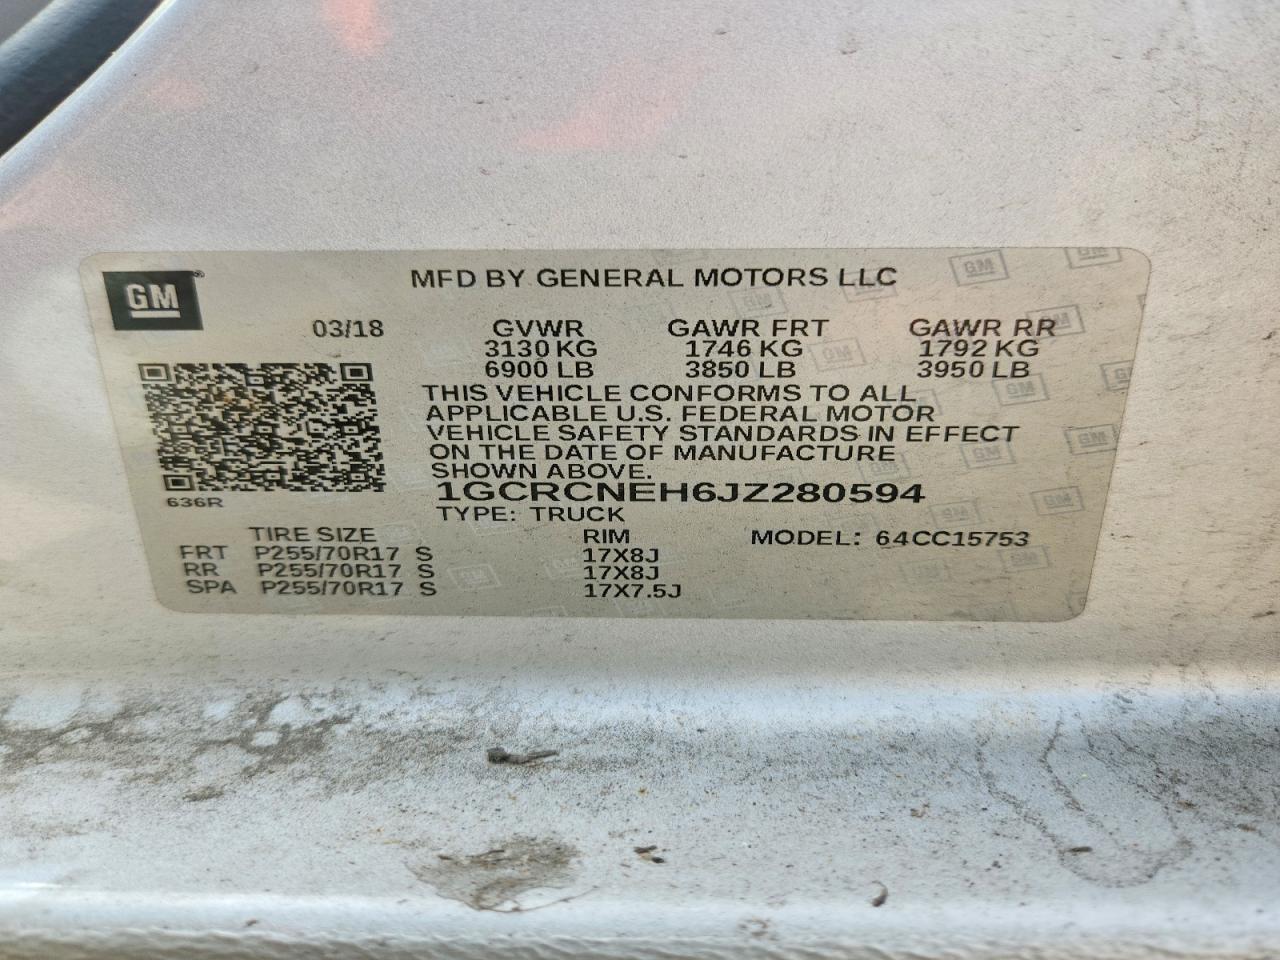 GM
MFD BY GENERAL MOTORS LLC
03/18 GVWR GAWR FRT GAWR RR
3130 KG 1746 KG 1792 KG
6900 LB 3850 LB 3950 LB
THIS VEHICLE CONFORMS TO ALL
APPLICABLE U.S. FEDERAL MOTOR
VEHICLE SAFETY STANDARDS IN EFFECT
ON THE DATE OF MANUFACTURE
SHOWN ABOVE.
636R
1GCRCNEH6JZ280594
TYPE: TRUCK
TIRE SIZE RIM MODEL: 64CC15753
FRT P255/70R17 S 17X8J
RR P255/70R17 S 17X8J
SPA P255/70R17 S 17X7.5J